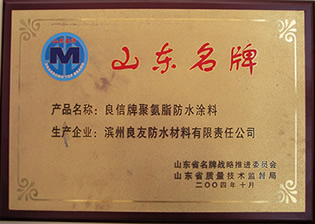 山东名牌
产品名称：良信牌聚氨脂防水涂料
生产企业：滨州良友防水材料有限责任公司
山东省名牌战略推进委员会
山东省质量技术监督局
二〇〇四年十月